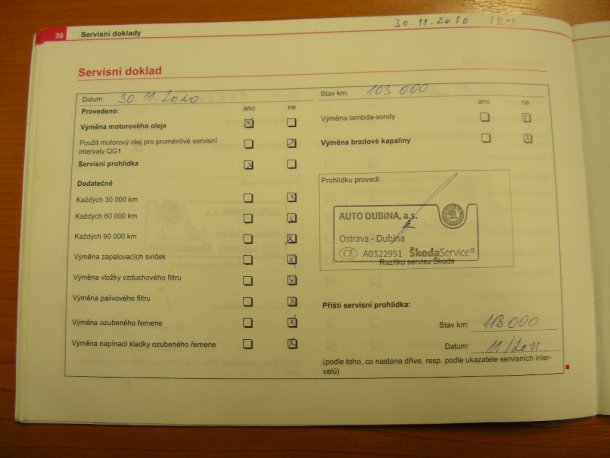 30.11.2010
30 Servisní doklady
Servisní doklad
Datum: 30.11.2010
Stav km: 103 000
Provedeno: ano ne
ano ne
Výměna motorového oleje
Použit motorový olej pro proměnlivé servisní
intervaly QG1
Servisní prohlídka
Dodatečně
Každých 30 000 km
Každých 60 000 km
Každých 90 000 km
Výměna zapalovacích svíček
Výměna vložky vzduchového filtru
Výměna palivového filtru
Výměna ozubeného řemene
Výměna napínací kladky ozubeného řemene
Výměna lambda-sondy
Výměna brzdové kapaliny
Prohlídku provedl:
AUTO DUBINA, a.s.
Ostrava - Dubina
CZ A0322951 ŠkodaService®
Razítko servisu Škoda
Příští servisní prohlídka:
Stav km: 118 000
Datum: 11/2011
(podle toho, co nastane dříve, resp. podle ukazatele servisních inter-
valů)